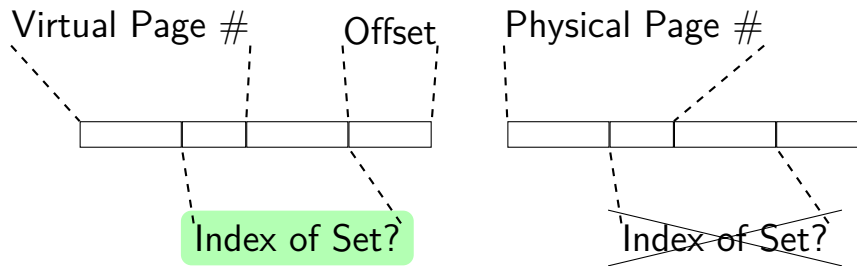 Virtual Page #
Offset
Physical Page #
Index of Set?
Index of Set?